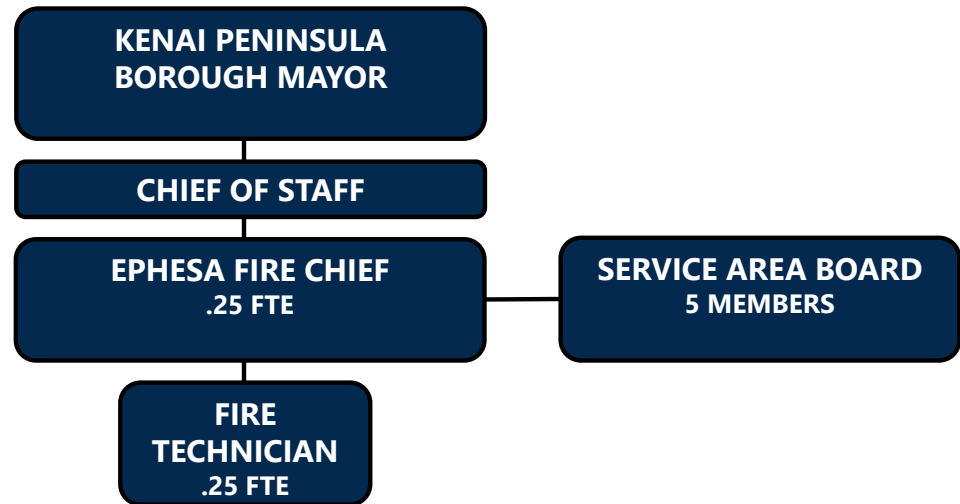 KENAI PENINSULA
BOROUGH MAYOR
CHIEF OF STAFF
EPHESA FIRE CHIEF
.25 FTE
SERVICE AREA BOARD
5 MEMBERS
FIRE
TECHNICIAN
.25 FTE